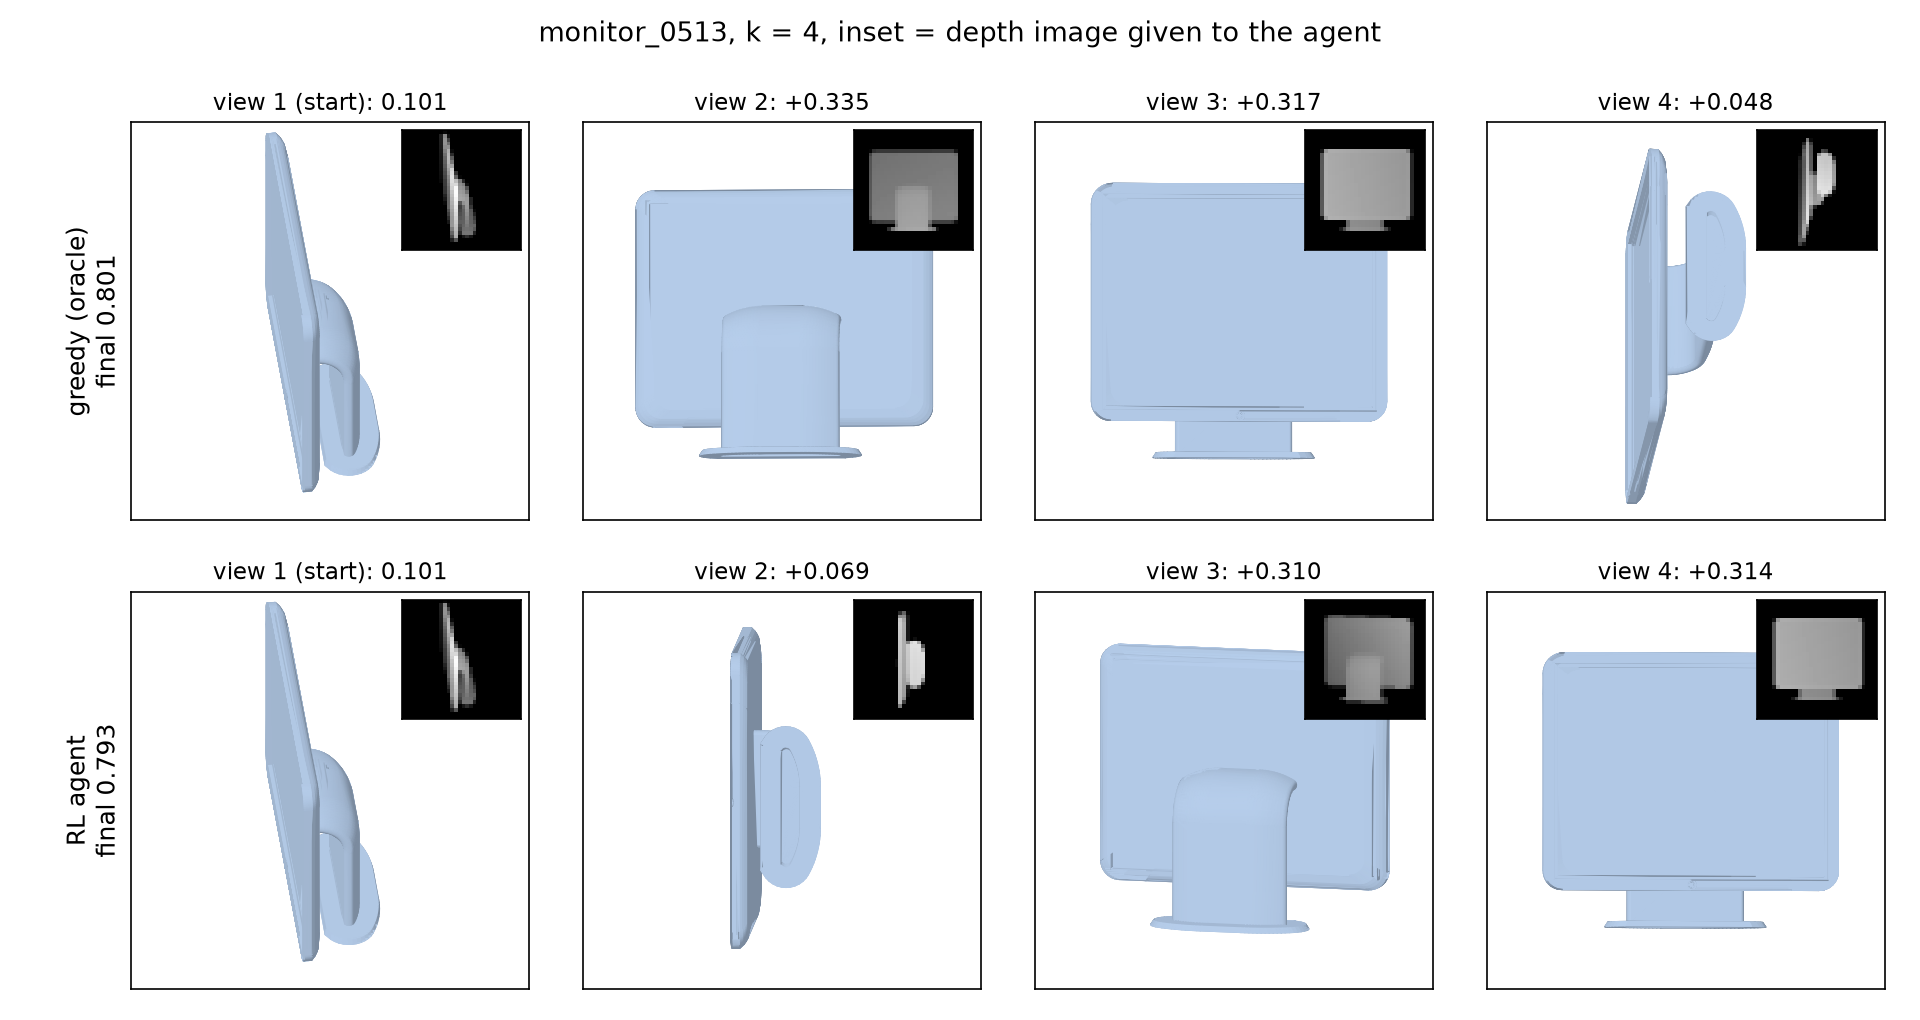 monitor_0513, k = 4, inset = depth image given to the agent
greedy (oracle)
final 0.801
view 1 (start): 0.101
view 2: +0.335
view 3: +0.317
view 4: +0.048
RL agent
final 0.793
view 1 (start): 0.101
view 2: +0.069
view 3: +0.310
view 4: +0.314